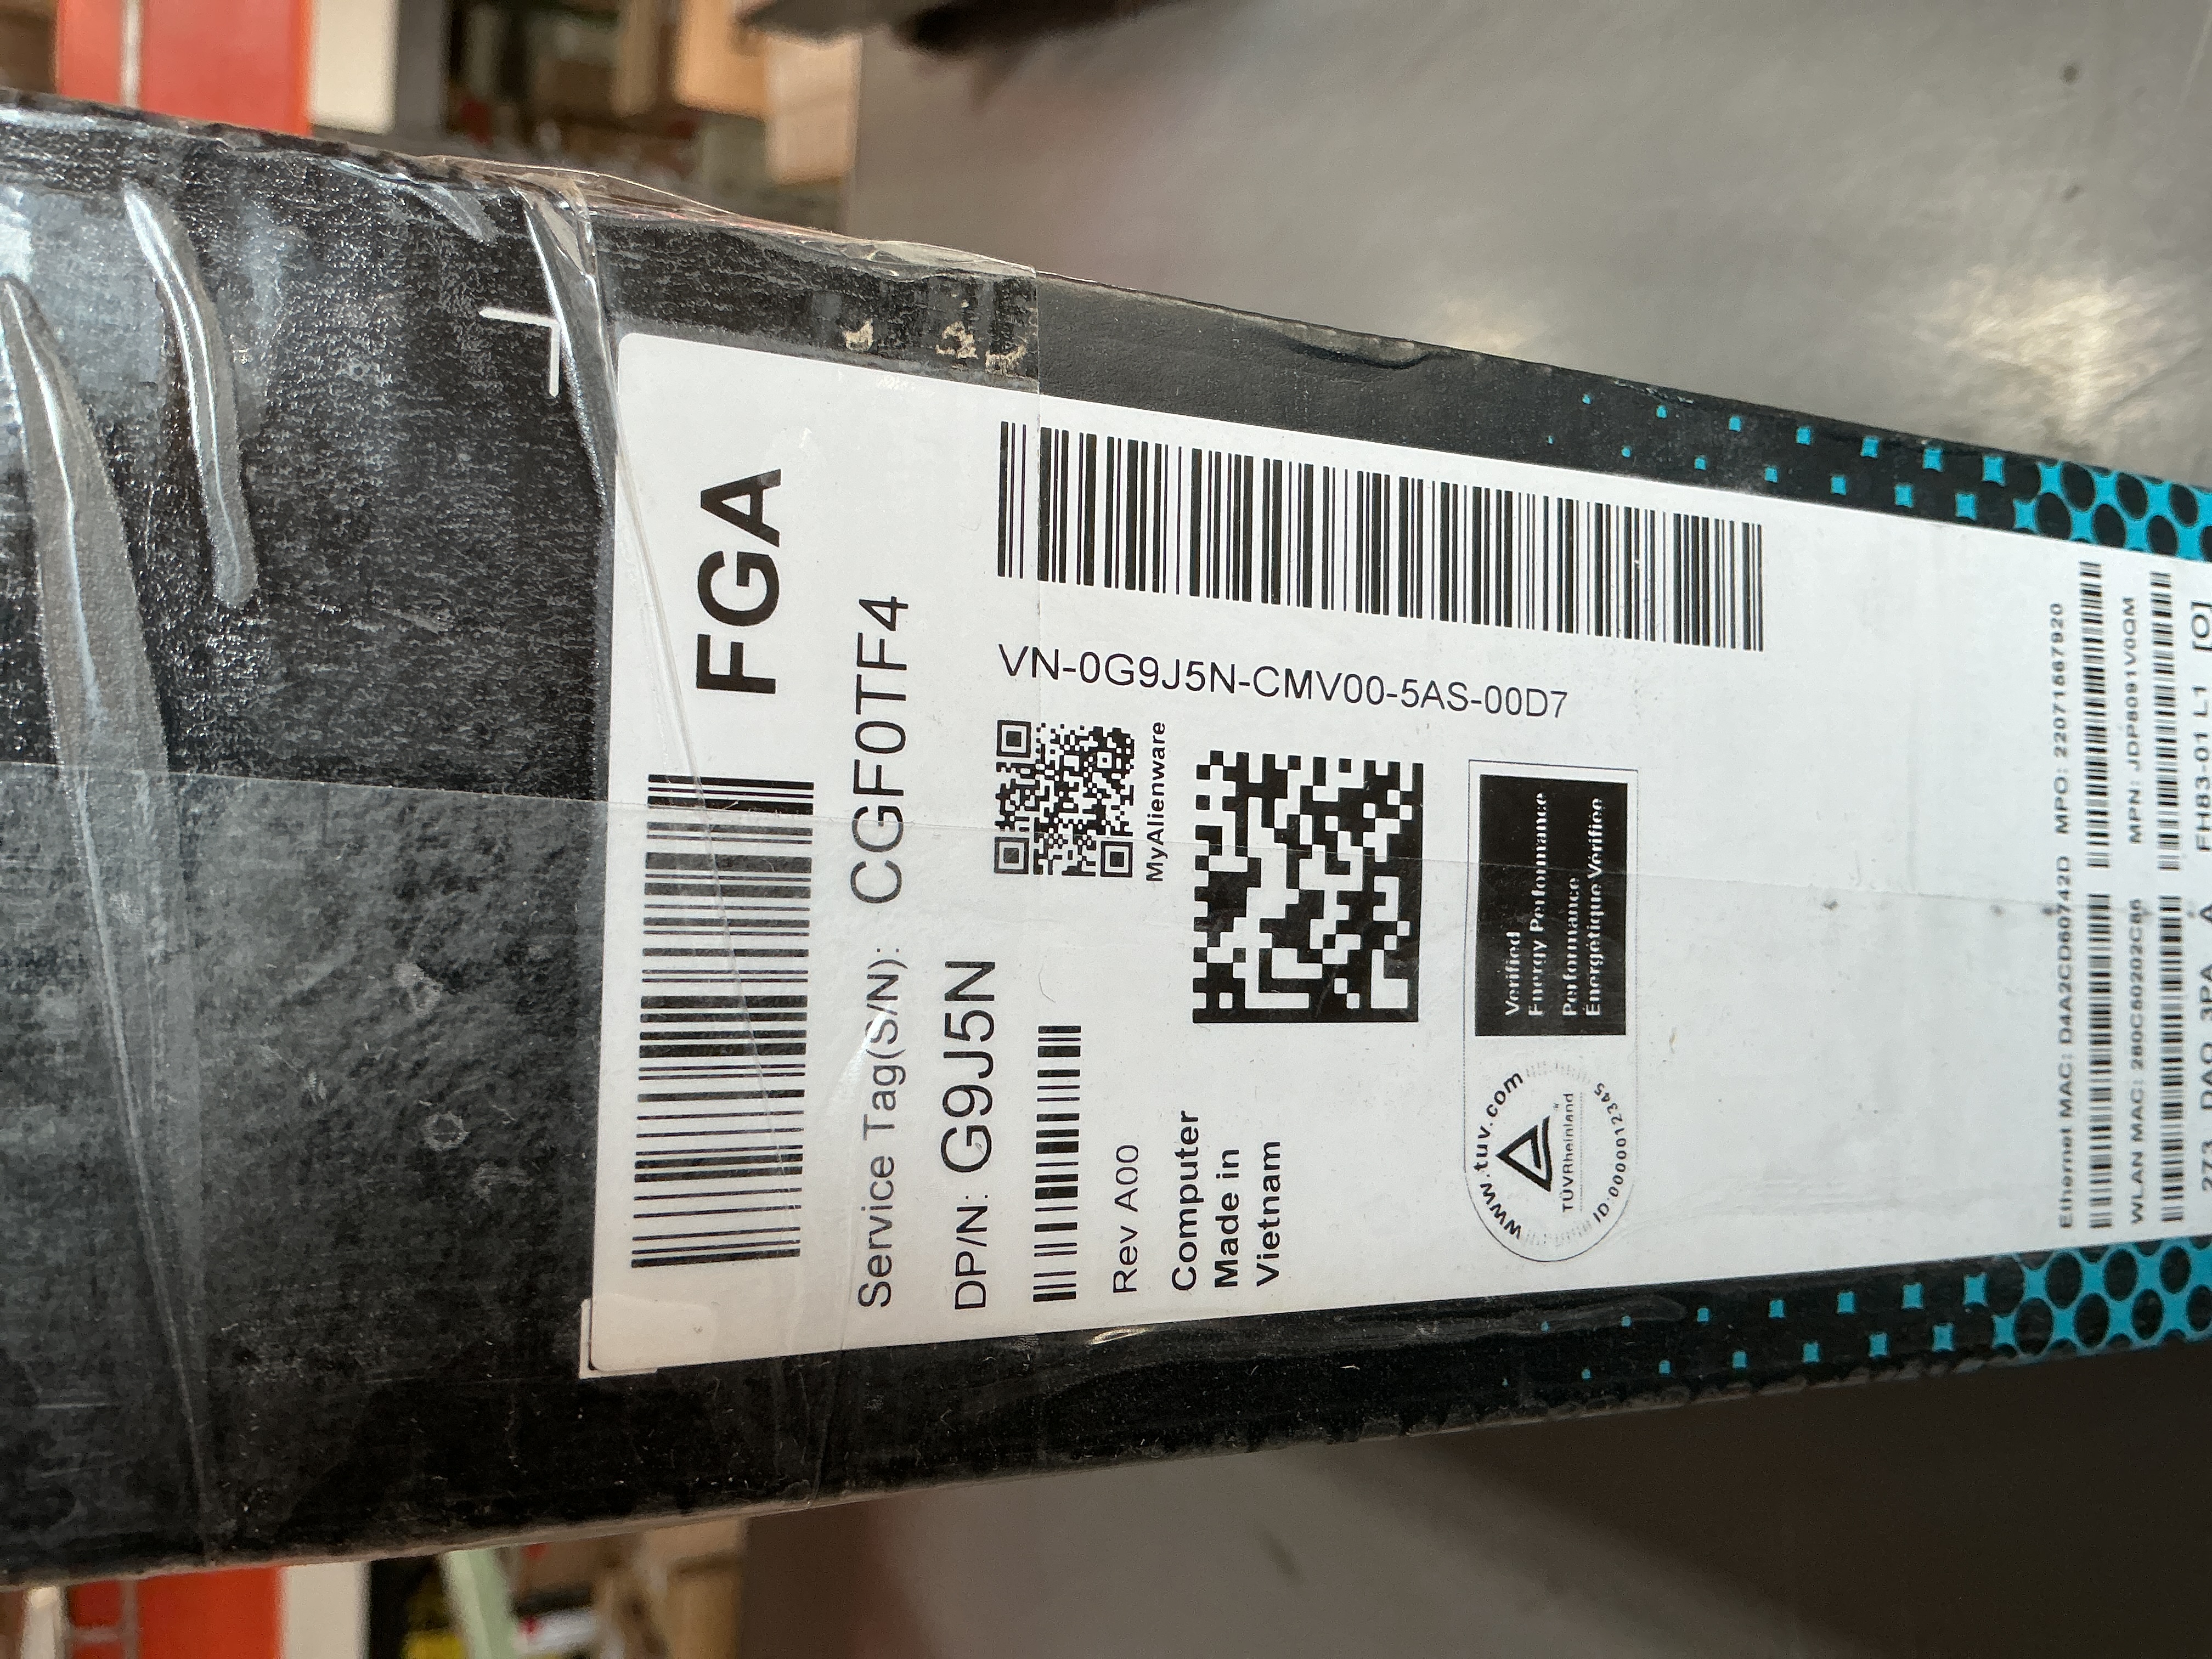 FGA
Service Tag(S/N): CGF0TF4
DP/N: G9J5N
VN-0G9J5N-CMV00-5AS-00D7
Rev A00
MyAlienware
Computer
Made in
Vietnam
www.tuv.com
TÜVRheinland
ID:0000012345
Verified
Energy Performance
Performance
Énergétique Vérifiée
Ethernet MAC: D4A2CD60742D MPO: 22071667920
WLAN MAC: 280C50202C86 MPN: JDP8091V0QM